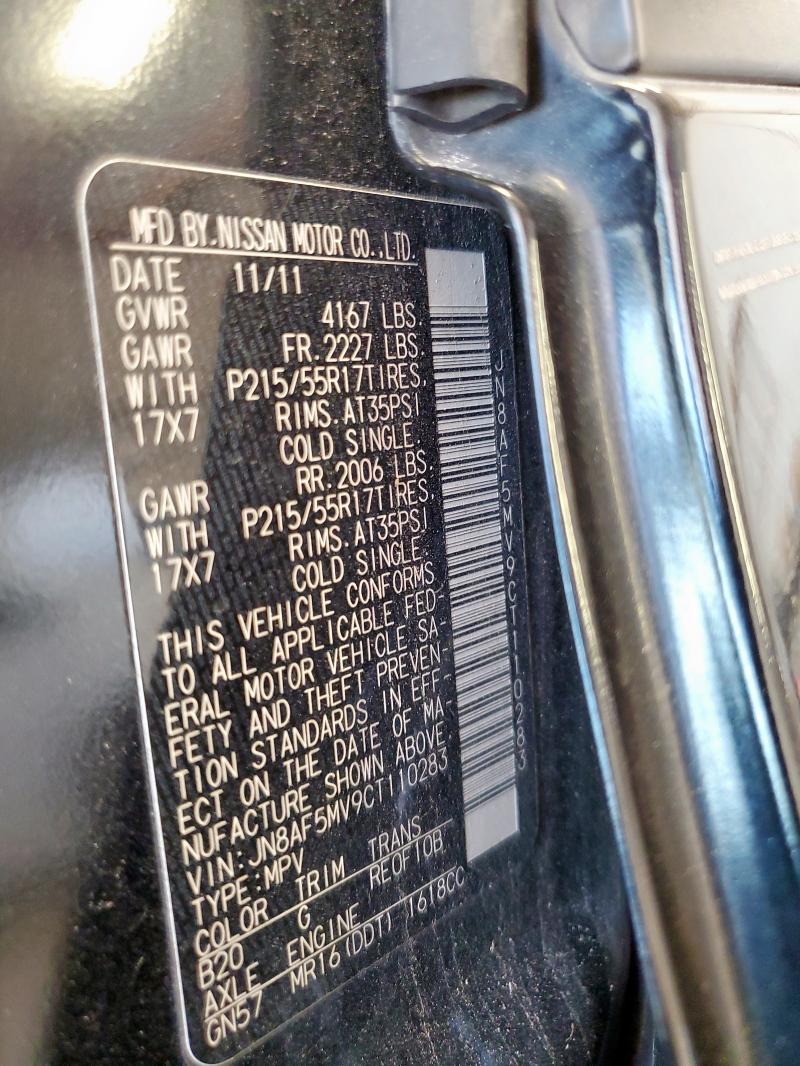 MFD BY.NISSAN MOTOR CO.,LTD.
DATE 11/11
GVWR 4167 LBS.
GAWR FR.2227 LBS.
WITH P215/55R17TIRES,
17X7 RIMS.AT35PSI
COLD SINGLE.
GAWR RR.2006 LBS.
WITH P215/55R17TIRES,
17X7 RIMS.AT35PSI
COLD SINGLE.
THIS VEHICLE CONFORMS
TO ALL APPLICABLE FED-
ERAL MOTOR VEHICLE SA-
FETY AND THEFT PREVEN-
TION STANDARDS IN EFF-
ECT ON THE DATE OF MA-
NUFACTURE SHOWN ABOVE.
VIN:JN8AF5MV9CT110283
TYPE:MPV
COLOR TRIM TRANS
B20 G RE0F10B
AXLE ENGINE
GN57 MR16(DDT) 1618CC
JN8AF5MV9CT110283